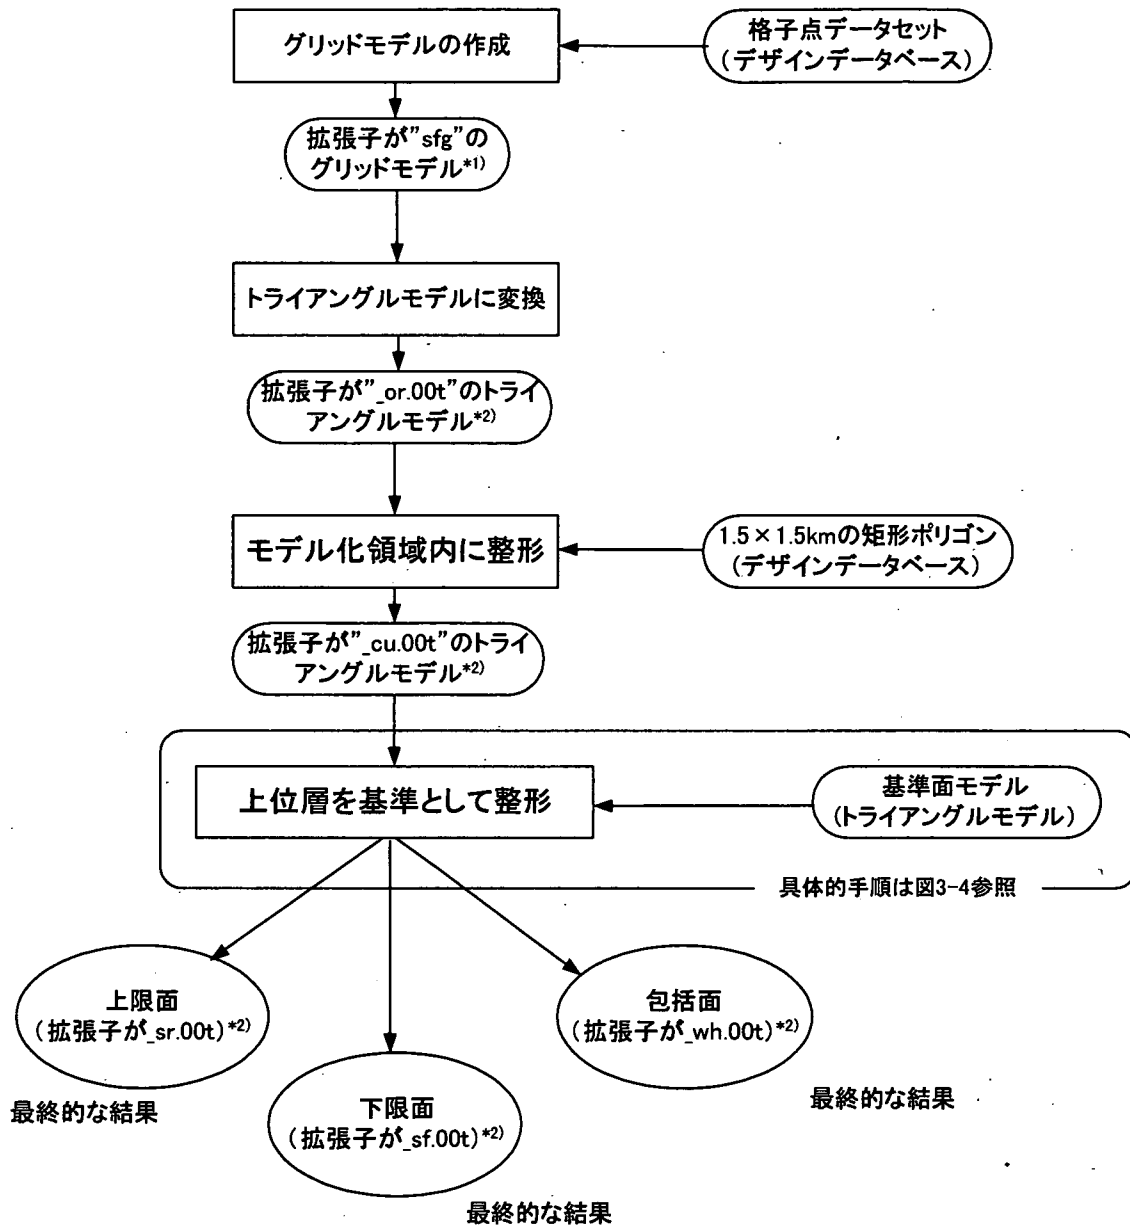 グリッドモデルの作成
格子点データセット
(デザインデータベース)
拡張子が"sfg"の
グリッドモデル*1)
トライアングルモデルに変換
拡張子が"_or.00t"のトライ
アングルモデル*2)
モデル化領域内に整形
1.5×1.5kmの矩形ポリゴン
(デザインデータベース)
拡張子が"_cu.00t"のトライ
アングルモデル*2)
上位層を基準として整形
基準面モデル
(トライアングルモデル)
具体的手順は図3-4参照
上限面
(拡張子が_sr.00t)*2)
最終的な結果
下限面
(拡張子が_sf.00t)*2)
最終的な結果
包括面
(拡張子が_wh.00t)*2)
最終的な結果